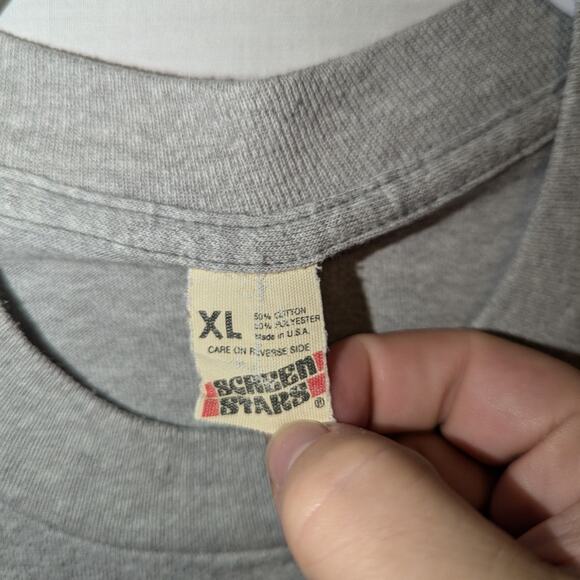 XL
50% COTTON
50% POLYESTER
Made in U.S.A.
CARE ON REVERSE SIDE
SCREEN
STARS®